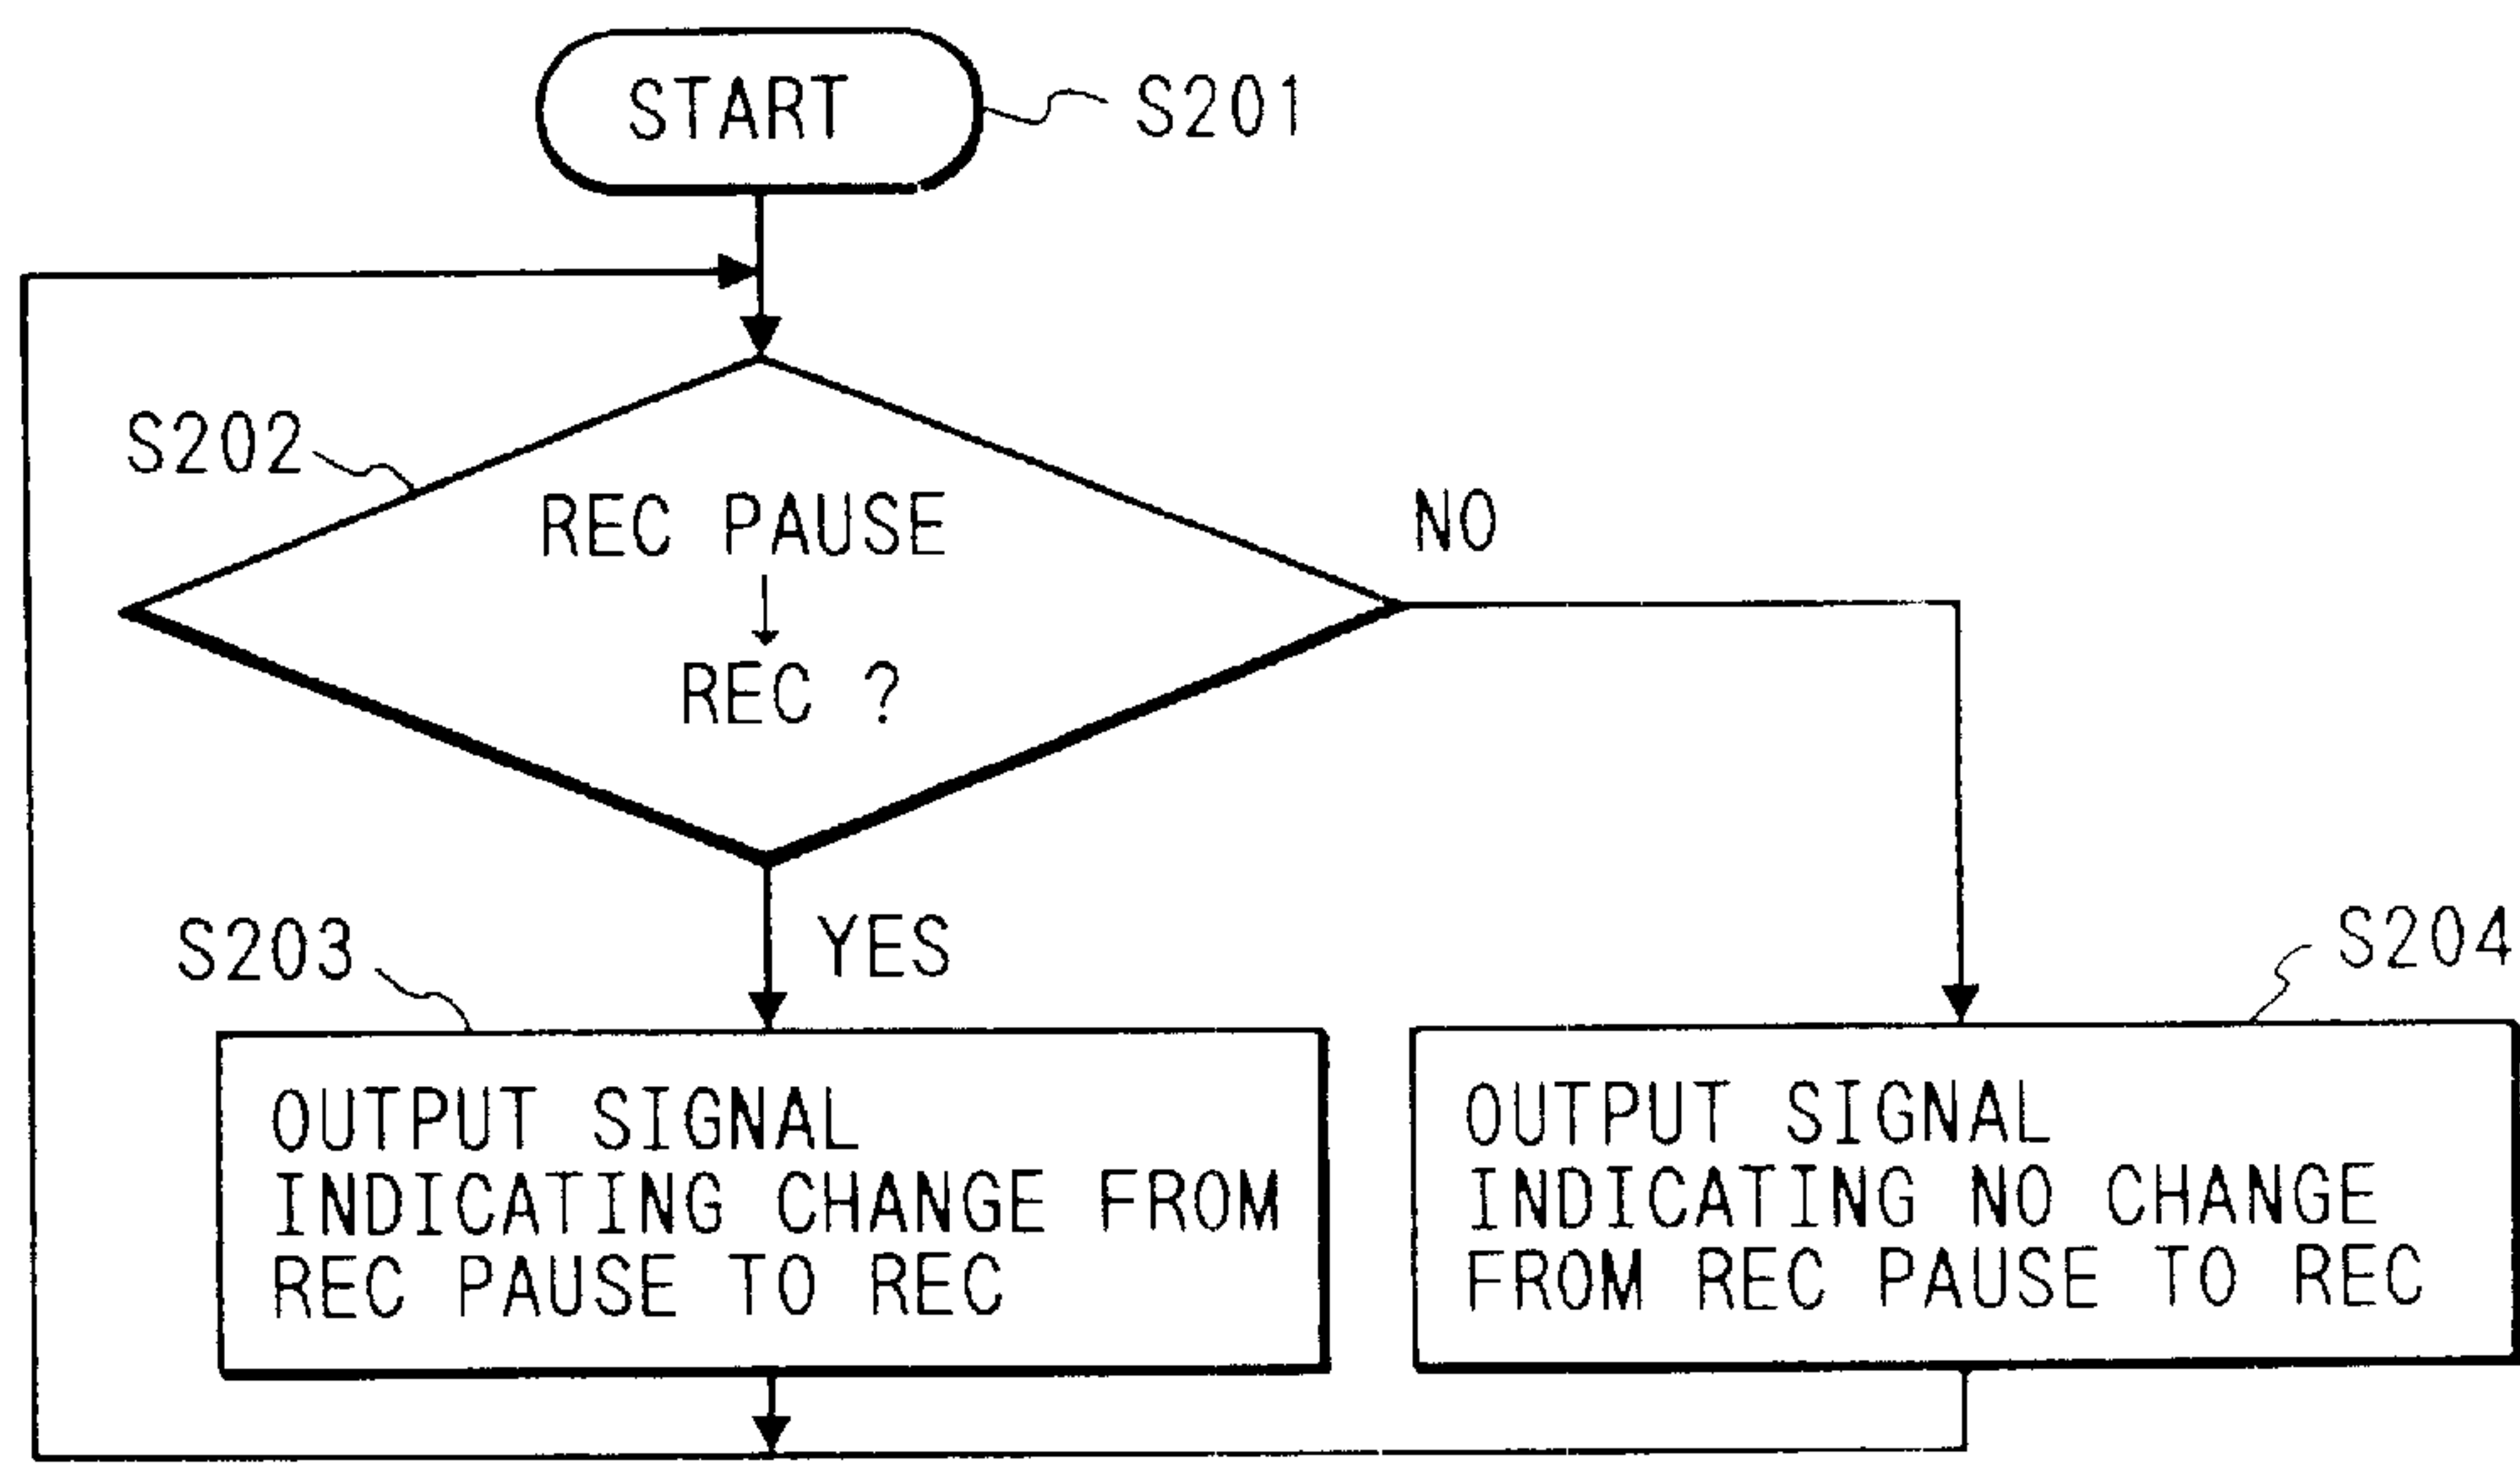 START
S201
S202
REC PAUSE
↓
REC ?
NO
YES
S203
S204
OUTPUT SIGNAL
INDICATING CHANGE FROM
REC PAUSE TO REC
OUTPUT SIGNAL
INDICATING NO CHANGE
FROM REC PAUSE TO REC